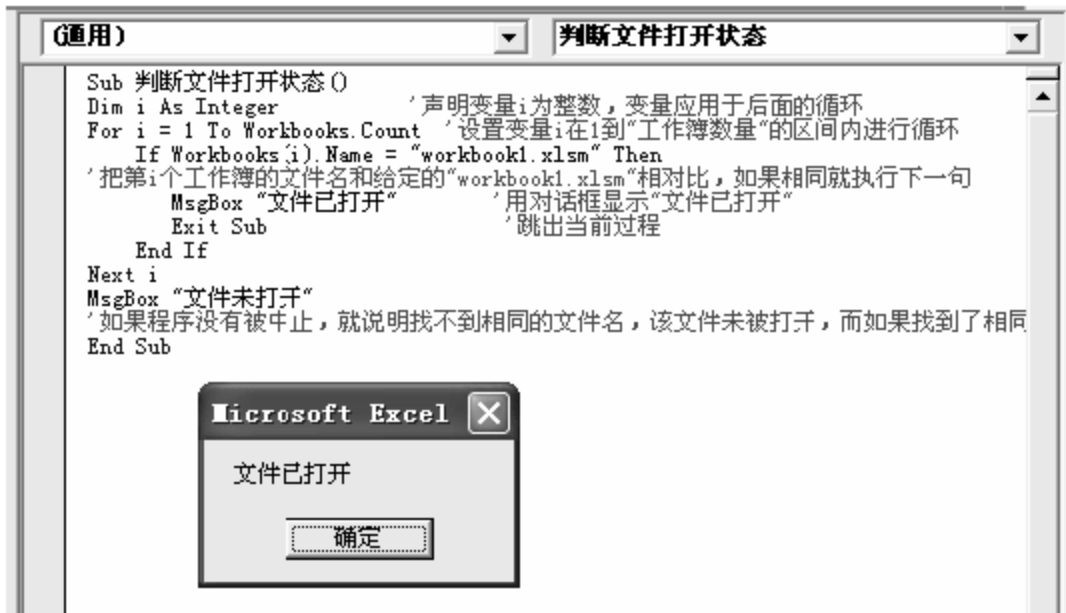 (通用)
判断文件打开状态
Sub 判断文件打开状态()
Dim i As Integer '声明变量i为整数，变量应用于后面的循环
For i = 1 To Workbooks.Count '设置变量i在1到"工作簿数量"的区间内进行循环
If Workbooks(i).Name = "workbook1.xlsm" Then
'把第i个工作簿的文件名和给定的"workbook1.xlsm"相对比，如果相同就执行下一句
MsgBox "文件已打开" '用对话框显示"文件已打开"
Exit Sub '跳出当前过程
End If
Next i
MsgBox "文件未打开"
'如果程序没有被中止，就说明找不到相同的文件名，该文件未被打开，而如果找到了相同
End Sub
Microsoft Excel
文件已打开
确定